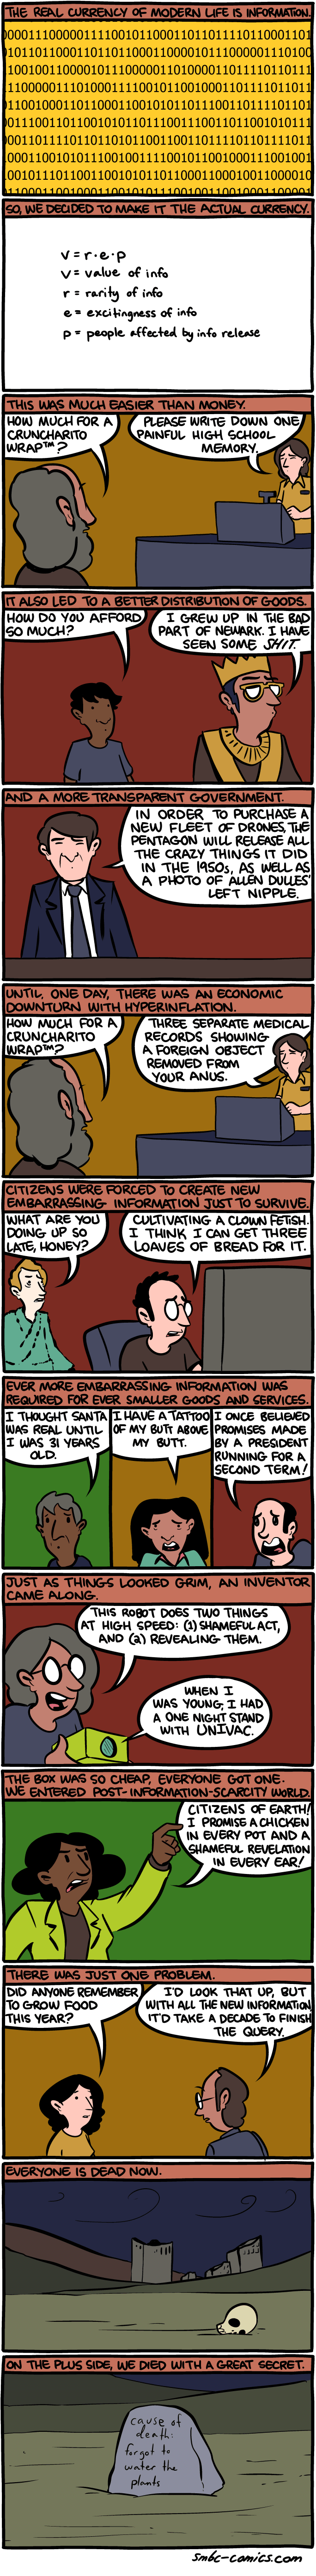 THE REAL CURRENCY OF MODERN LIFE IS INFORMATION.
SO, WE DECIDED TO MAKE IT THE ACTUAL CURRENCY.
v = r · e · p
v = value of info
r = rarity of info
e = excitingness of info
p = people affected by info release
THIS WAS MUCH EASIER THAN MONEY.
HOW MUCH FOR A
CRUNCHARITO
WRAP™?
PLEASE WRITE DOWN ONE
PAINFUL HIGH SCHOOL
MEMORY.
IT ALSO LED TO A BETTER DISTRIBUTION OF GOODS.
HOW DO YOU AFFORD
SO MUCH?
I GREW UP IN THE BAD
PART OF NEWARK. I HAVE
SEEN SOME SHIT.
AND A MORE TRANSPARENT GOVERNMENT.
IN ORDER TO PURCHASE A
NEW FLEET OF DRONES, THE
PENTAGON WILL RELEASE ALL
THE CRAZY THINGS IT DID
IN THE 1950s, AS WELL AS
A PHOTO OF ALLEN DULLES'
LEFT NIPPLE.
UNTIL, ONE DAY, THERE WAS AN ECONOMIC
DOWNTURN WITH HYPERINFLATION.
HOW MUCH FOR A
CRUNCHARITO
WRAP™?
THREE SEPARATE MEDICAL
RECORDS SHOWING
A FOREIGN OBJECT
REMOVED FROM
YOUR ANUS.
CITIZENS WERE FORCED TO CREATE NEW
EMBARRASSING INFORMATION JUST TO SURVIVE.
WHAT ARE YOU
DOING UP SO
LATE, HONEY?
CULTIVATING A CLOWN FETISH.
I THINK I CAN GET THREE
LOAVES OF BREAD FOR IT.
EVER MORE EMBARRASSING INFORMATION WAS
REQUIRED FOR EVER SMALLER GOODS AND SERVICES.
I THOUGHT SANTA
WAS REAL UNTIL
I WAS 31 YEARS
OLD.
I HAVE A TATTOO
OF MY BUTT ABOVE
MY BUTT.
I ONCE BELIEVED
PROMISES MADE
BY A PRESIDENT
RUNNING FOR A
SECOND TERM!
JUST AS THINGS LOOKED GRIM, AN INVENTOR
CAME ALONG.
THIS ROBOT DOES TWO THINGS
AT HIGH SPEED: (1) SHAMEFUL ACT,
AND (2) REVEALING THEM.
WHEN I
WAS YOUNG, I HAD
A ONE NIGHT STAND
WITH UNIVAC.
THE BOX WAS SO CHEAP, EVERYONE GOT ONE.
WE ENTERED POST-INFORMATION-SCARCITY WORLD.
CITIZENS OF EARTH!
I PROMISE A CHICKEN
IN EVERY POT AND A
SHAMEFUL REVELATION
IN EVERY EAR!
THERE WAS JUST ONE PROBLEM.
DID ANYONE REMEMBER
TO GROW FOOD
THIS YEAR?
I'D LOOK THAT UP, BUT
WITH ALL THE NEW INFORMATION,
IT'D TAKE A DECADE TO FINISH
THE QUERY.
EVERYONE IS DEAD NOW.
ON THE PLUS SIDE, WE DIED WITH A GREAT SECRET.
cause of
death:
forgot to
water the
plants
smbc-comics.com